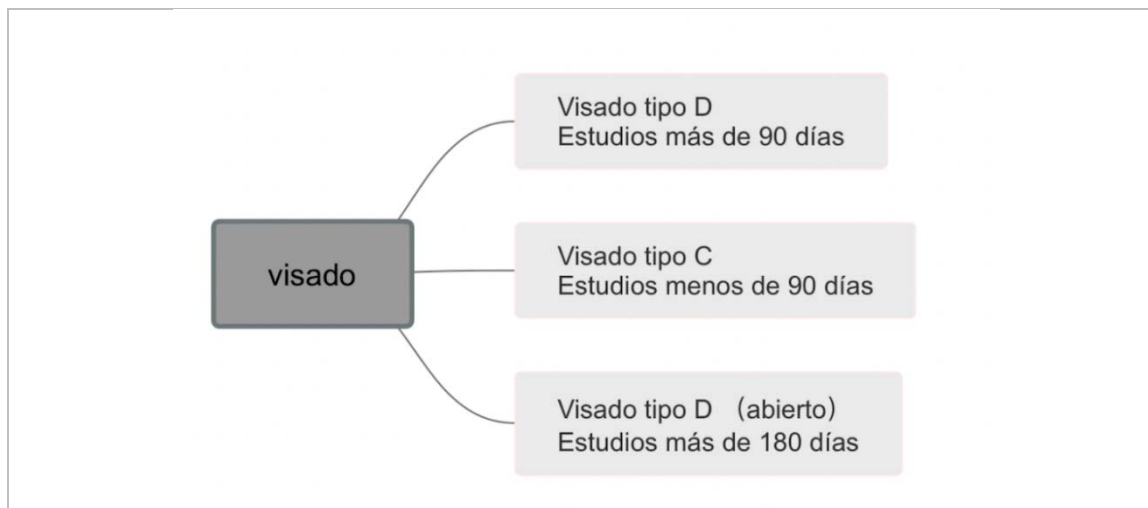 Visado tipo D
Estudios más de 90 días
visado
Visado tipo C
Estudios menos de 90 días
Visado tipo D （abierto）
Estudios más de 180 días